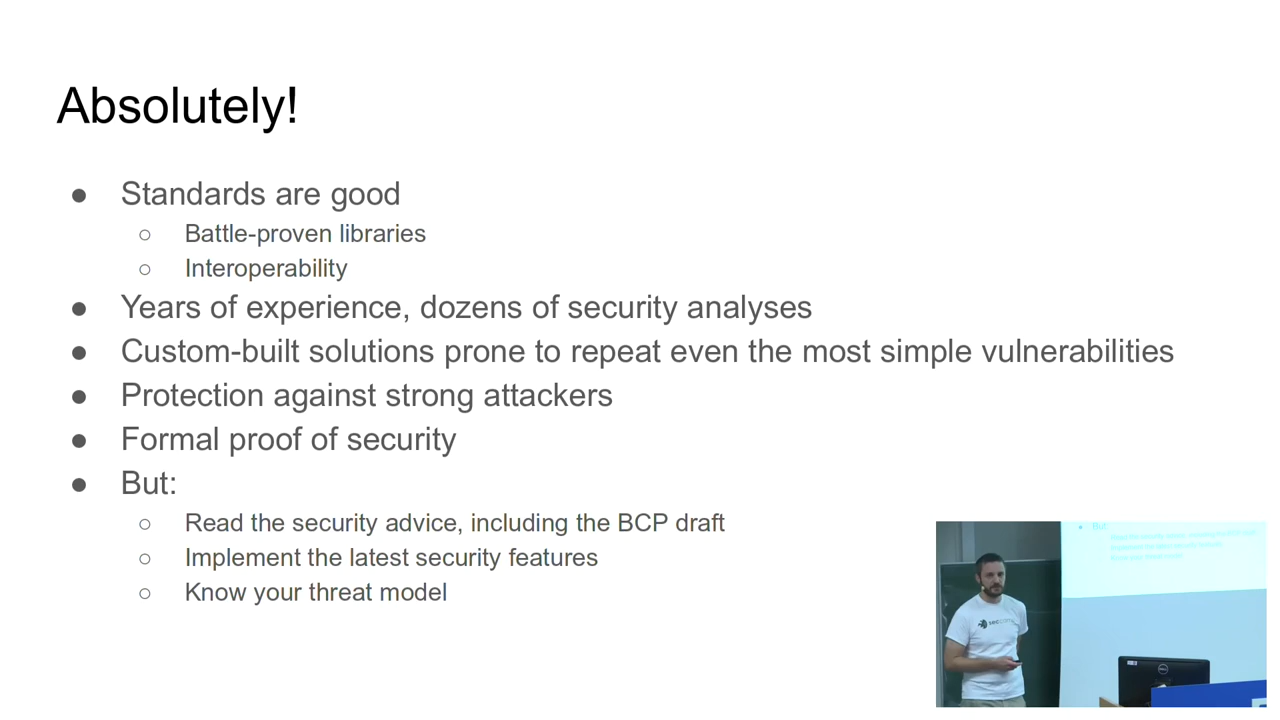 Absolutely!
● Standards are good
○ Battle-proven libraries
○ Interoperability
● Years of experience, dozens of security analyses
● Custom-built solutions prone to repeat even the most simple vulnerabilities
● Protection against strong attackers
● Formal proof of security
● But:
○ Read the security advice, including the BCP draft
○ Implement the latest security features
○ Know your threat model
But:
DELL